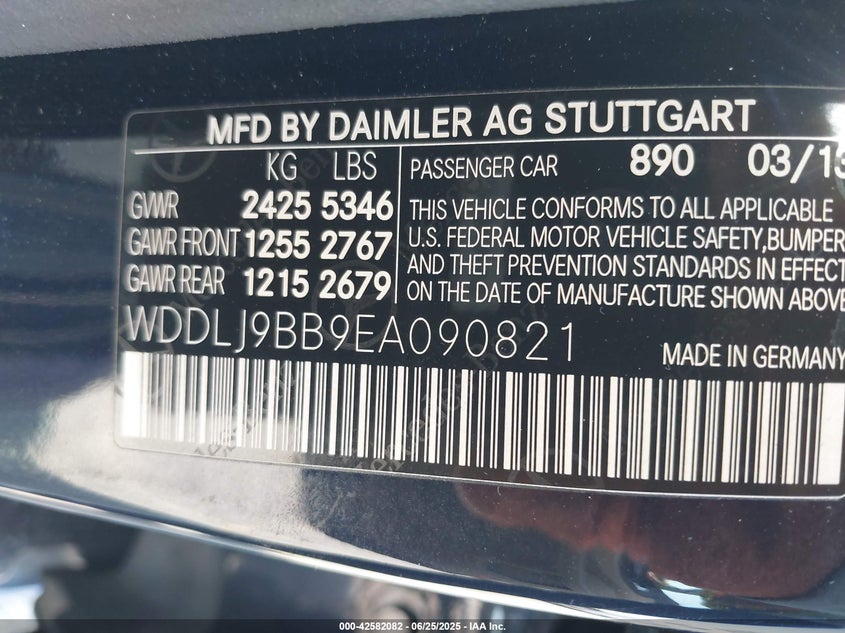 MFD BY DAIMLER AG STUTTGART
KG LBS
GVWR 2425 5346
GAWR FRONT 1255 2767
GAWR REAR 1215 2679
PASSENGER CAR 890 03/13
THIS VEHICLE CONFORMS TO ALL APPLICABLE
U.S. FEDERAL MOTOR VEHICLE SAFETY,BUMPER
AND THEFT PREVENTION STANDARDS IN EFFECT
ON THE DATE OF MANUFACTURE SHOWN ABOVE
WDDLJ9BB9EA090821
MADE IN GERMANY
000-42582082 - 06/25/2025 - IAA Inc.